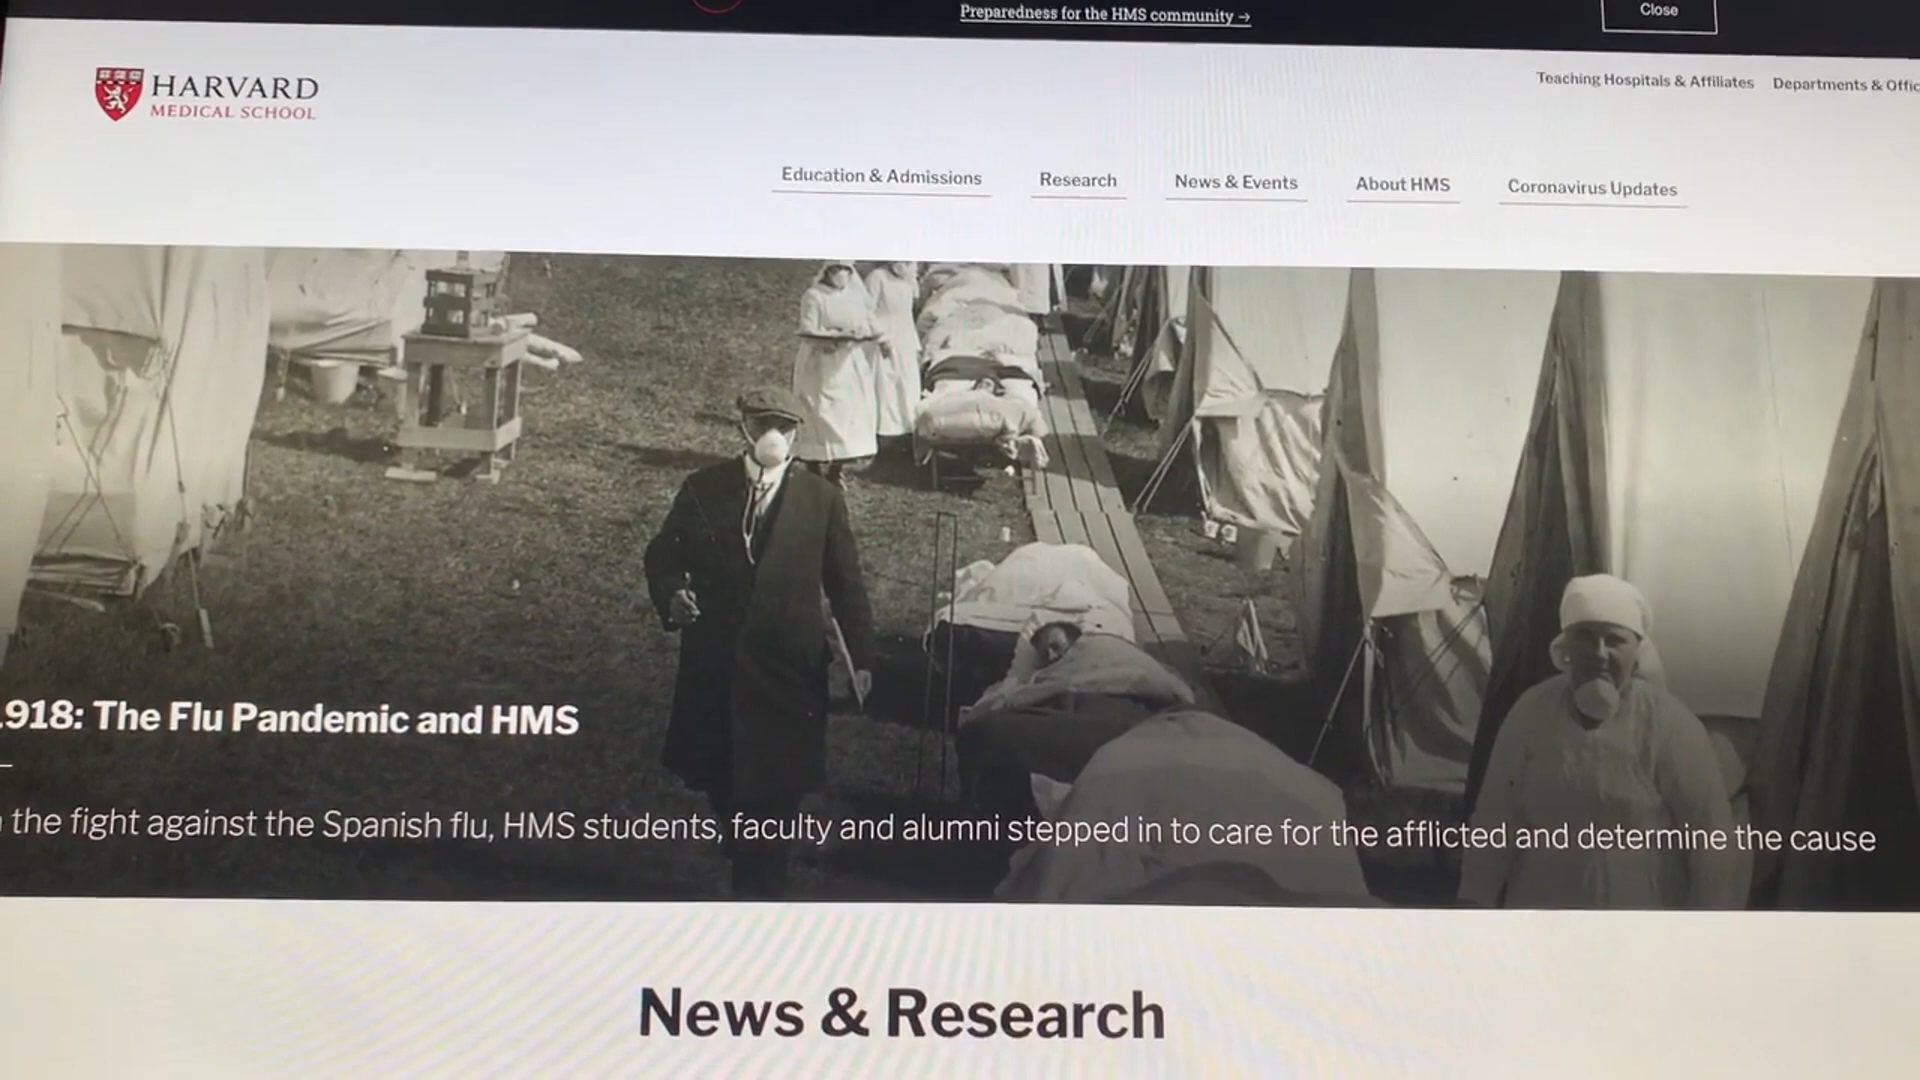 Preparedness for the HMS community →
Close
HARVARD
MEDICAL SCHOOL
Teaching Hospitals & Affiliates
Departments &
Education & Admissions
Research
News & Events
About HMS
Coronavirus Updates
918: The Flu Pandemic and HMS
the fight against the Spanish flu, HMS students, faculty and alumni stepped in to care for the afflicted and determine the cause
News & Research